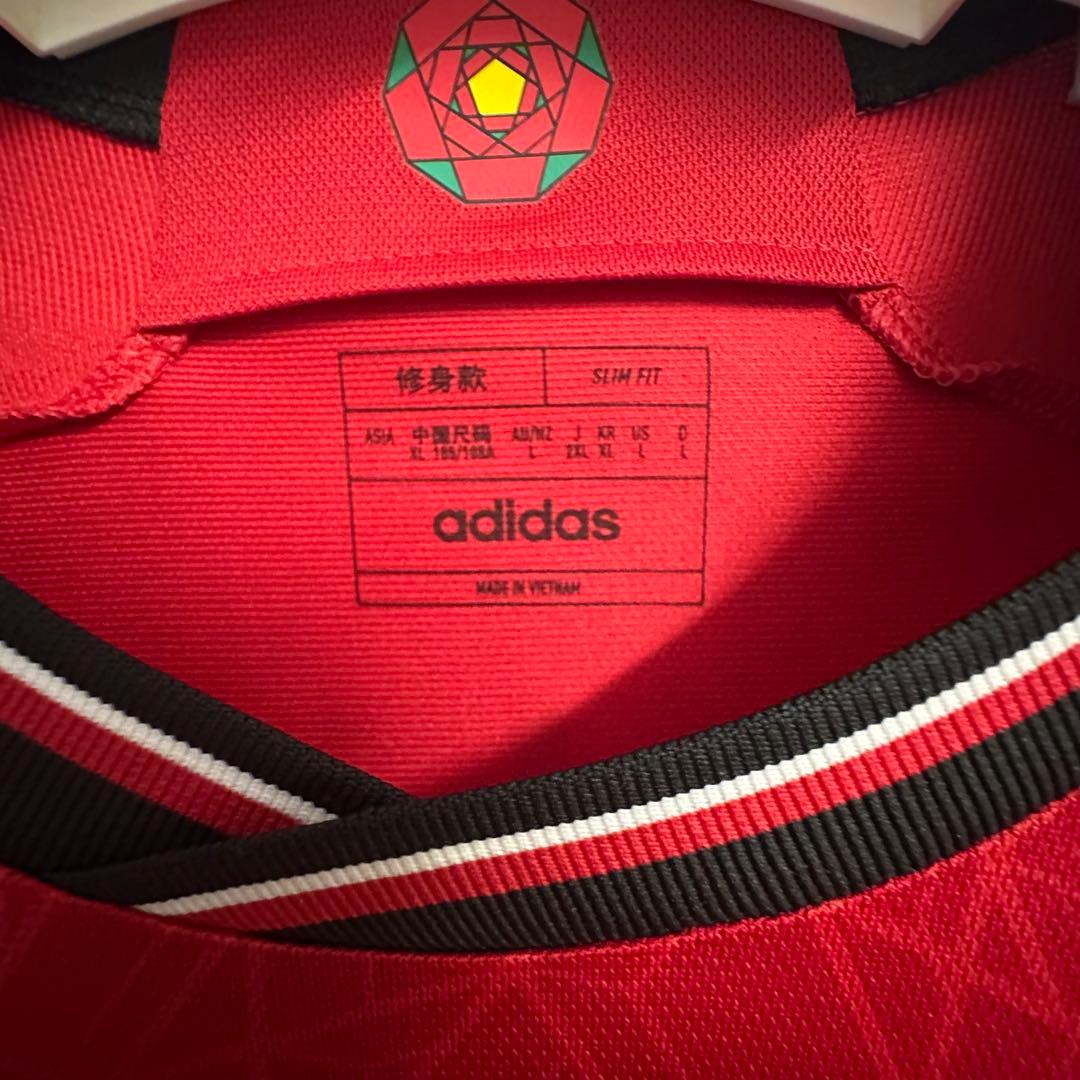 修身款 SLIM FIT
ASIA 中國尺碼 AU/NZ J KR US D
XL 185/108A L 2XL XL L L
adidas
MADE IN VIETNAM